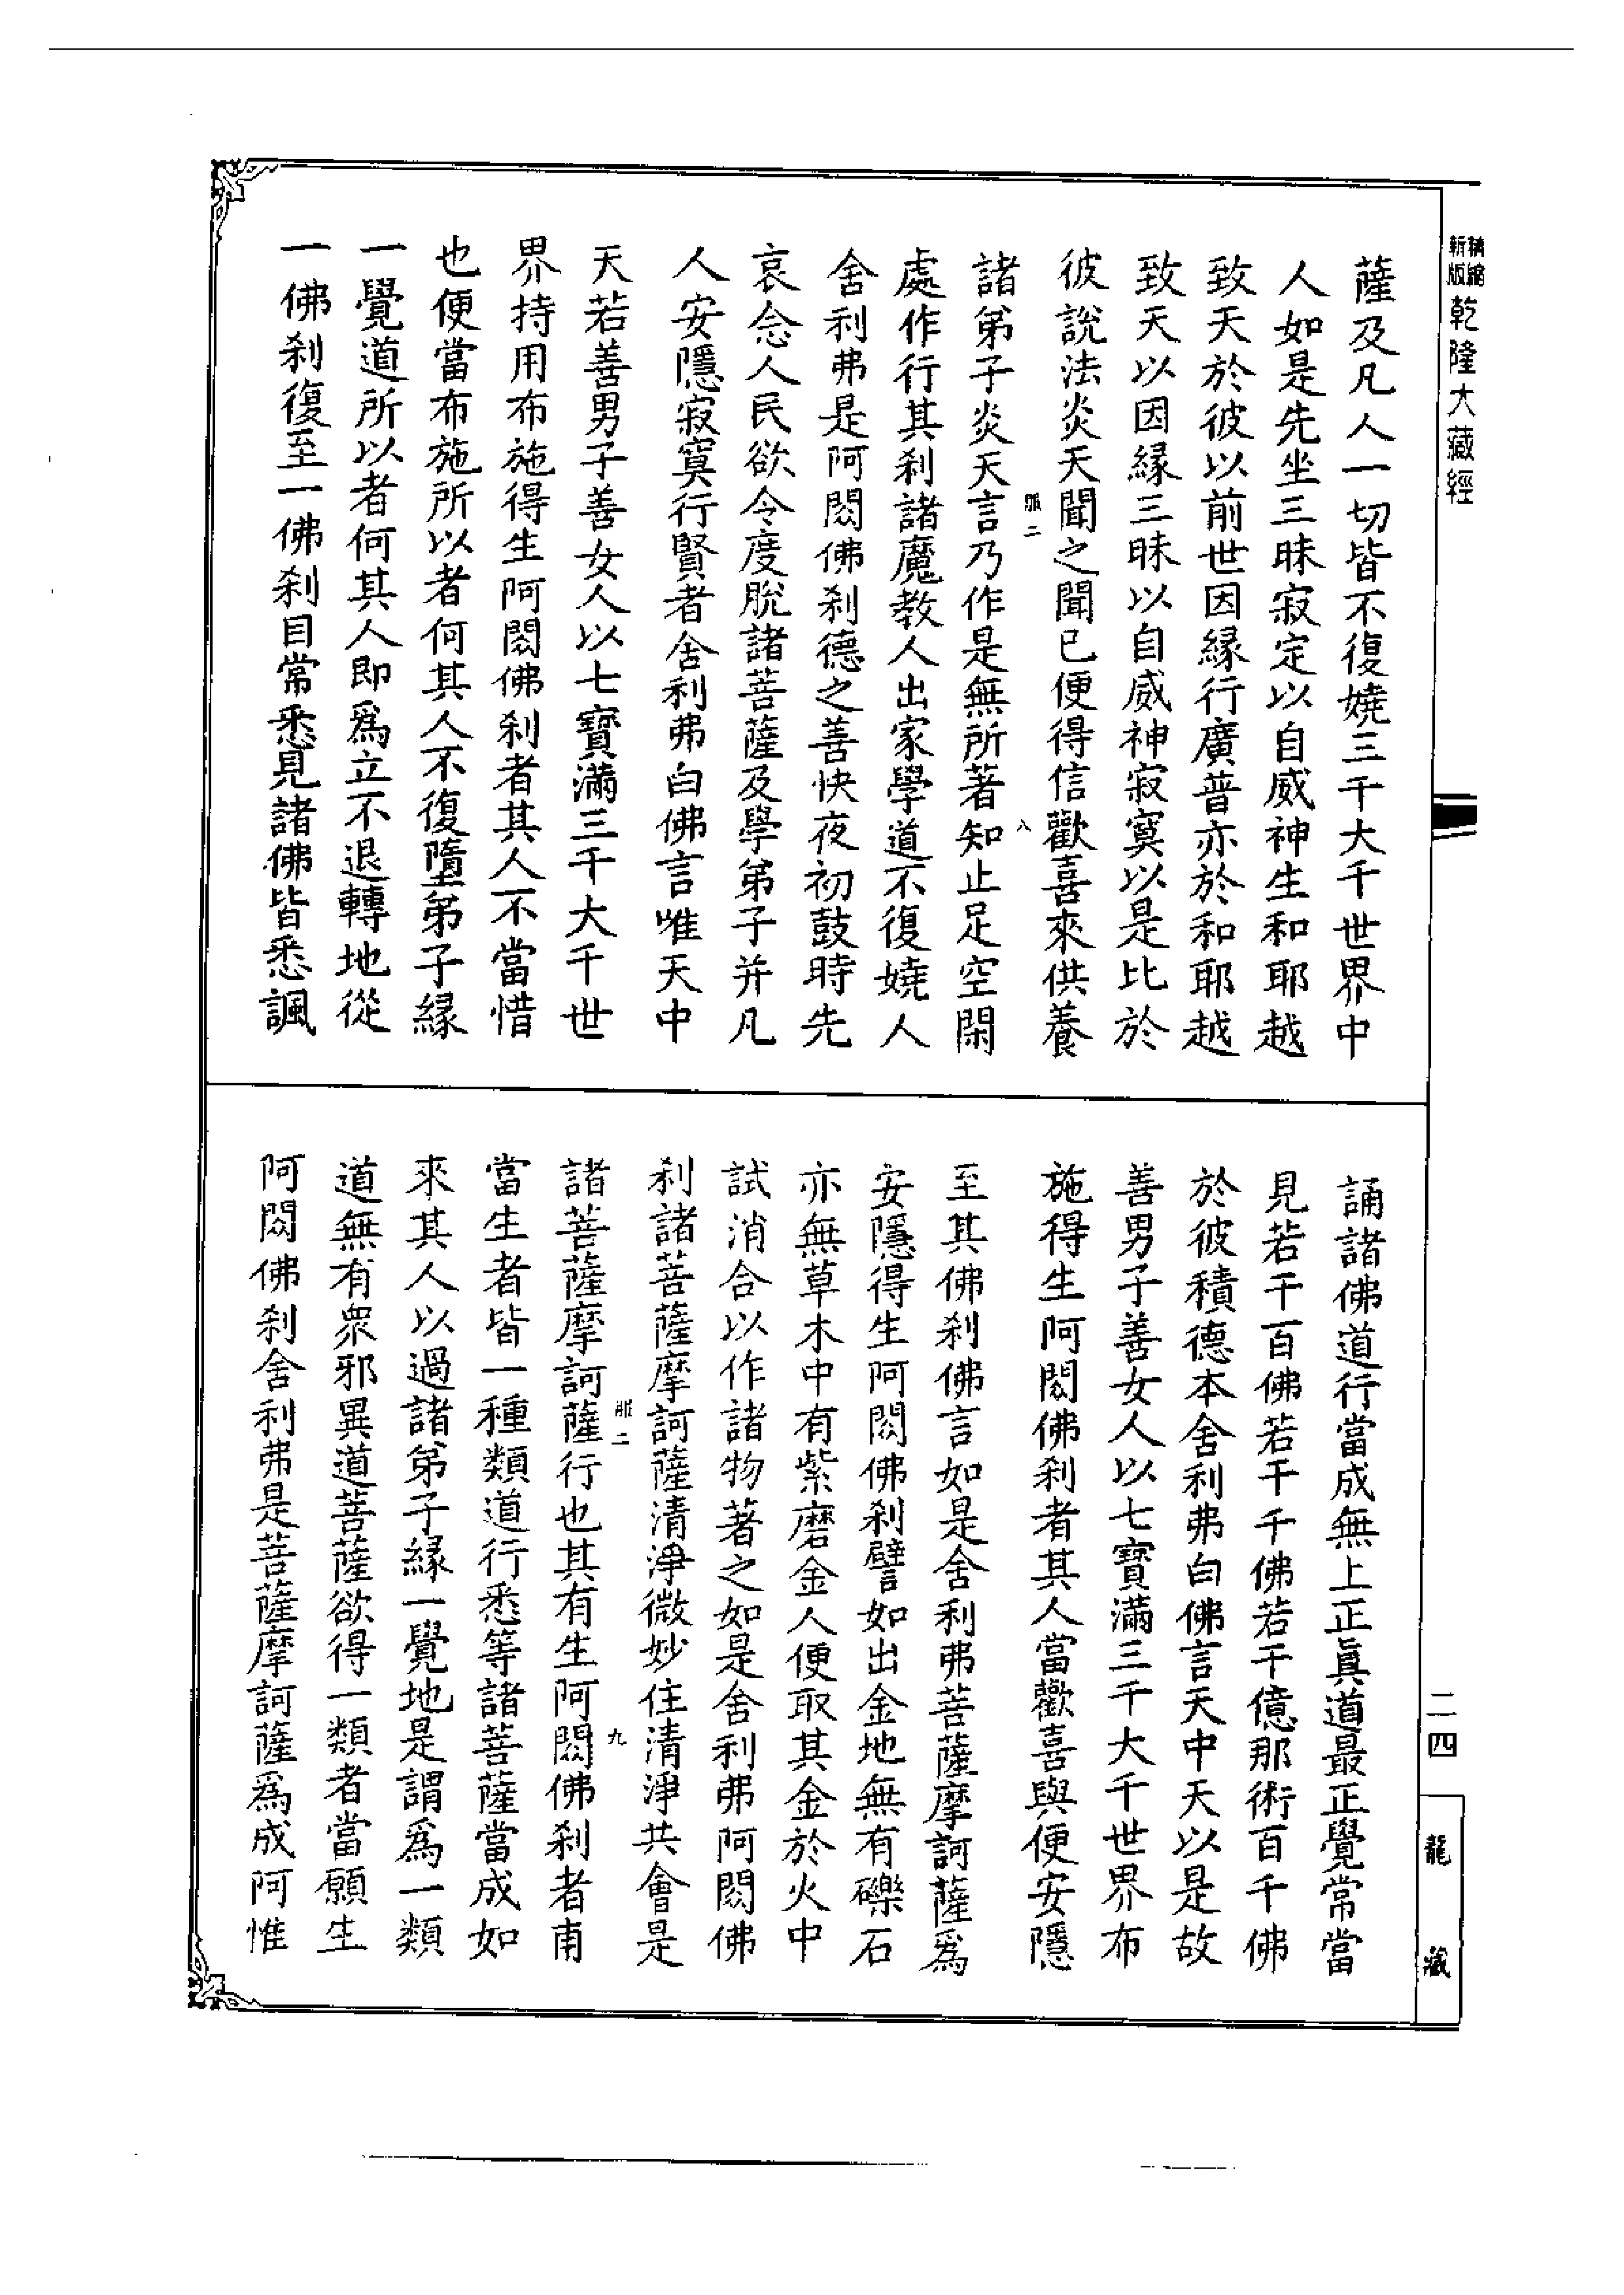 新版 精縮 乾隆大藏經
薩及凡人一切皆不復嬈三千大千世界中
人如是先坐三昧寂定以自威神生和耶越
致天於彼以前世因緣行廣普亦於和耶越
致天以因緣三昧以自威神寂寞以是比於
彼說法炎天聞之聞已便得信歡喜來供養
服二
八
諸弟子炎天言乃作是無所著知止足空閑
處作行其刹諸魔教人出家學道不復嬈人
舍利弗是阿閦佛刹德之善快夜初鼓時先
哀念人民欲令度脫諸菩薩及學弟子并凡
人安隱寂寞行賢者舍利弗白佛言唯天中
天若善男子善女人以七寶滿三千大千世
界持用布施得生阿閦佛刹者其人不當惜
也便當布施所以者何其人不復墮弟子緣
一覺道所以者何其人即爲立不退轉地從
一佛刹復至一佛刹目常悉見諸佛皆悉諷
誦諸佛道行當成無上正眞道最正覺常當
見若干百佛若干千佛若干億那術百千佛
於彼積德本舍利弗白佛言天中天以是故
善男子善女人以七寶滿三千大千世界布
施得生阿閦佛刹者其人當歡喜與便安隱
至其佛刹佛言如是舍利弗菩薩摩訶薩爲
安隱得生阿閦佛刹譬如出金地無有礫石
亦無草木中有紫磨金人便取其金於火中
試消合以作諸物著之如是舍利弗阿閦佛
刹諸菩薩摩訶薩清淨微妙住清淨共會是
服二
九
諸菩薩摩訶薩行也其有生阿閦佛刹者甫
當生者皆一種類道行悉等諸菩薩當成如
來其人以過諸弟子緣一覺地是謂爲一類
道無有衆邪異道菩薩欲得一類者當願生
阿閦佛刹舍利弗是菩薩摩訶薩爲成阿惟
二四
龍藏